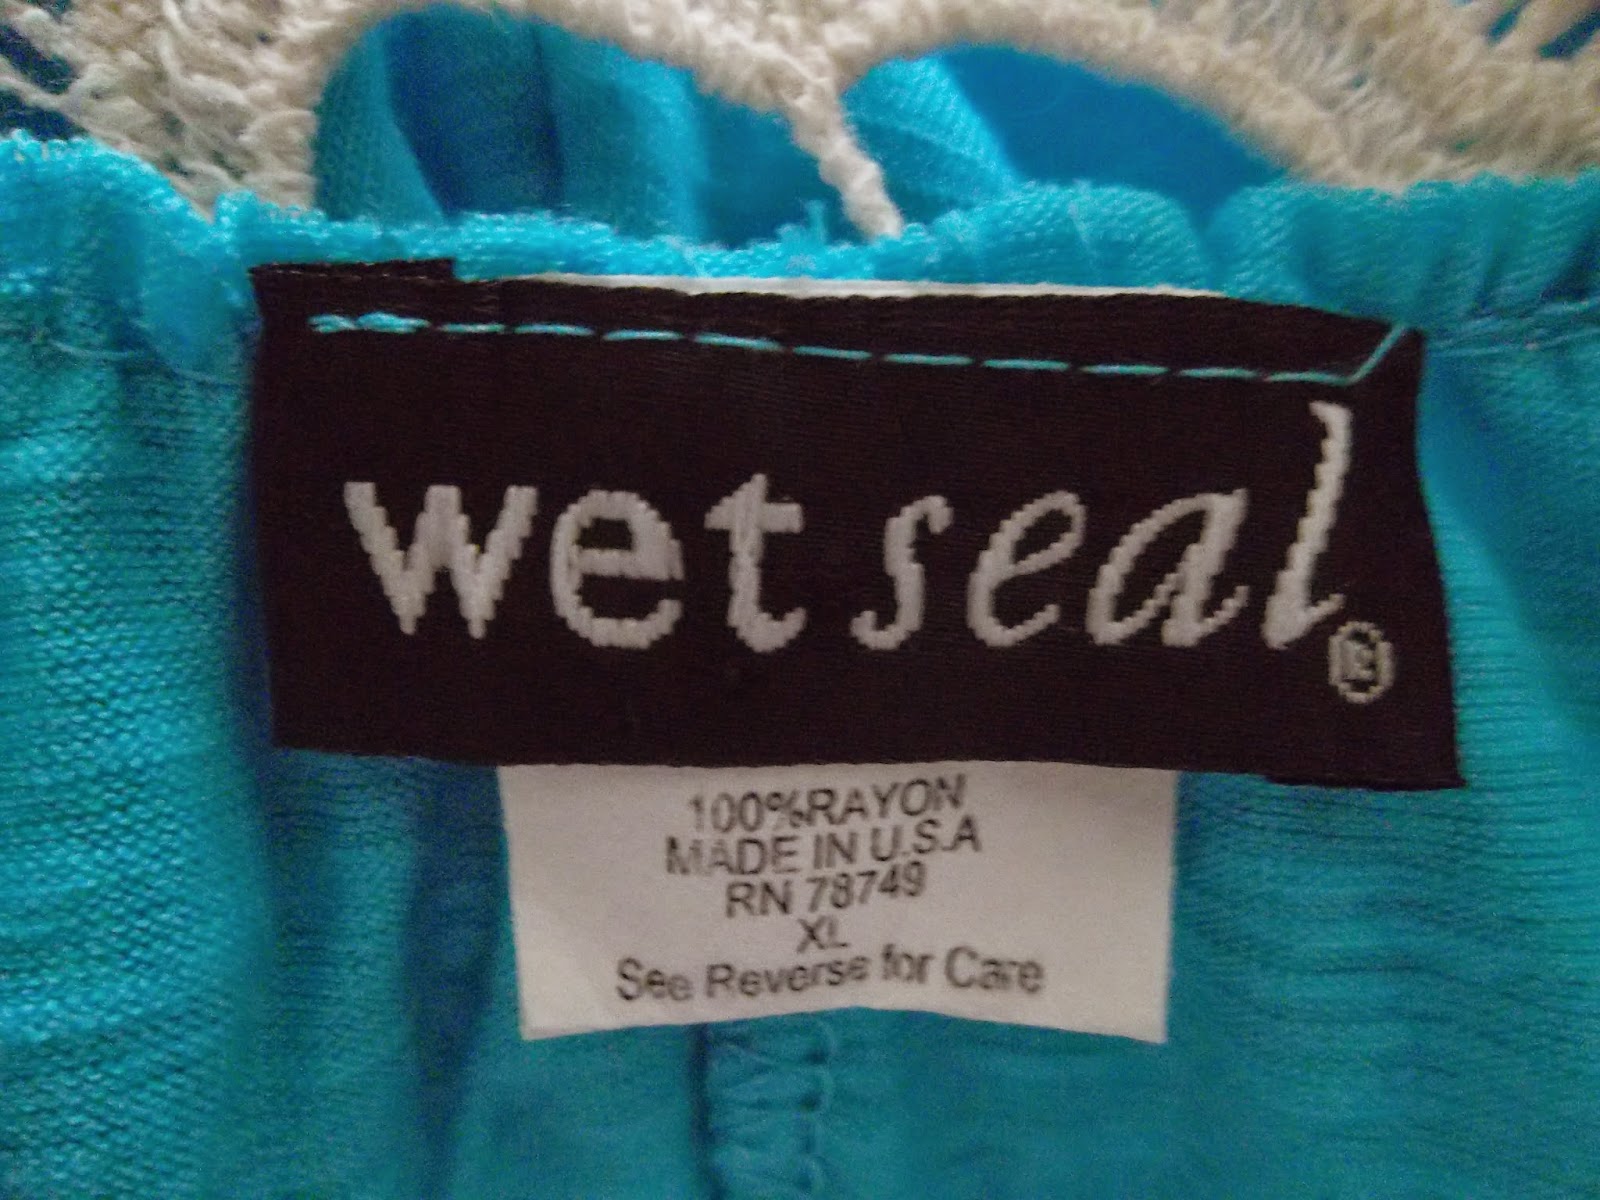 wet seal®
100%RAYON
MADE IN U.S.A
RN 78749
XL
See Reverse for Care